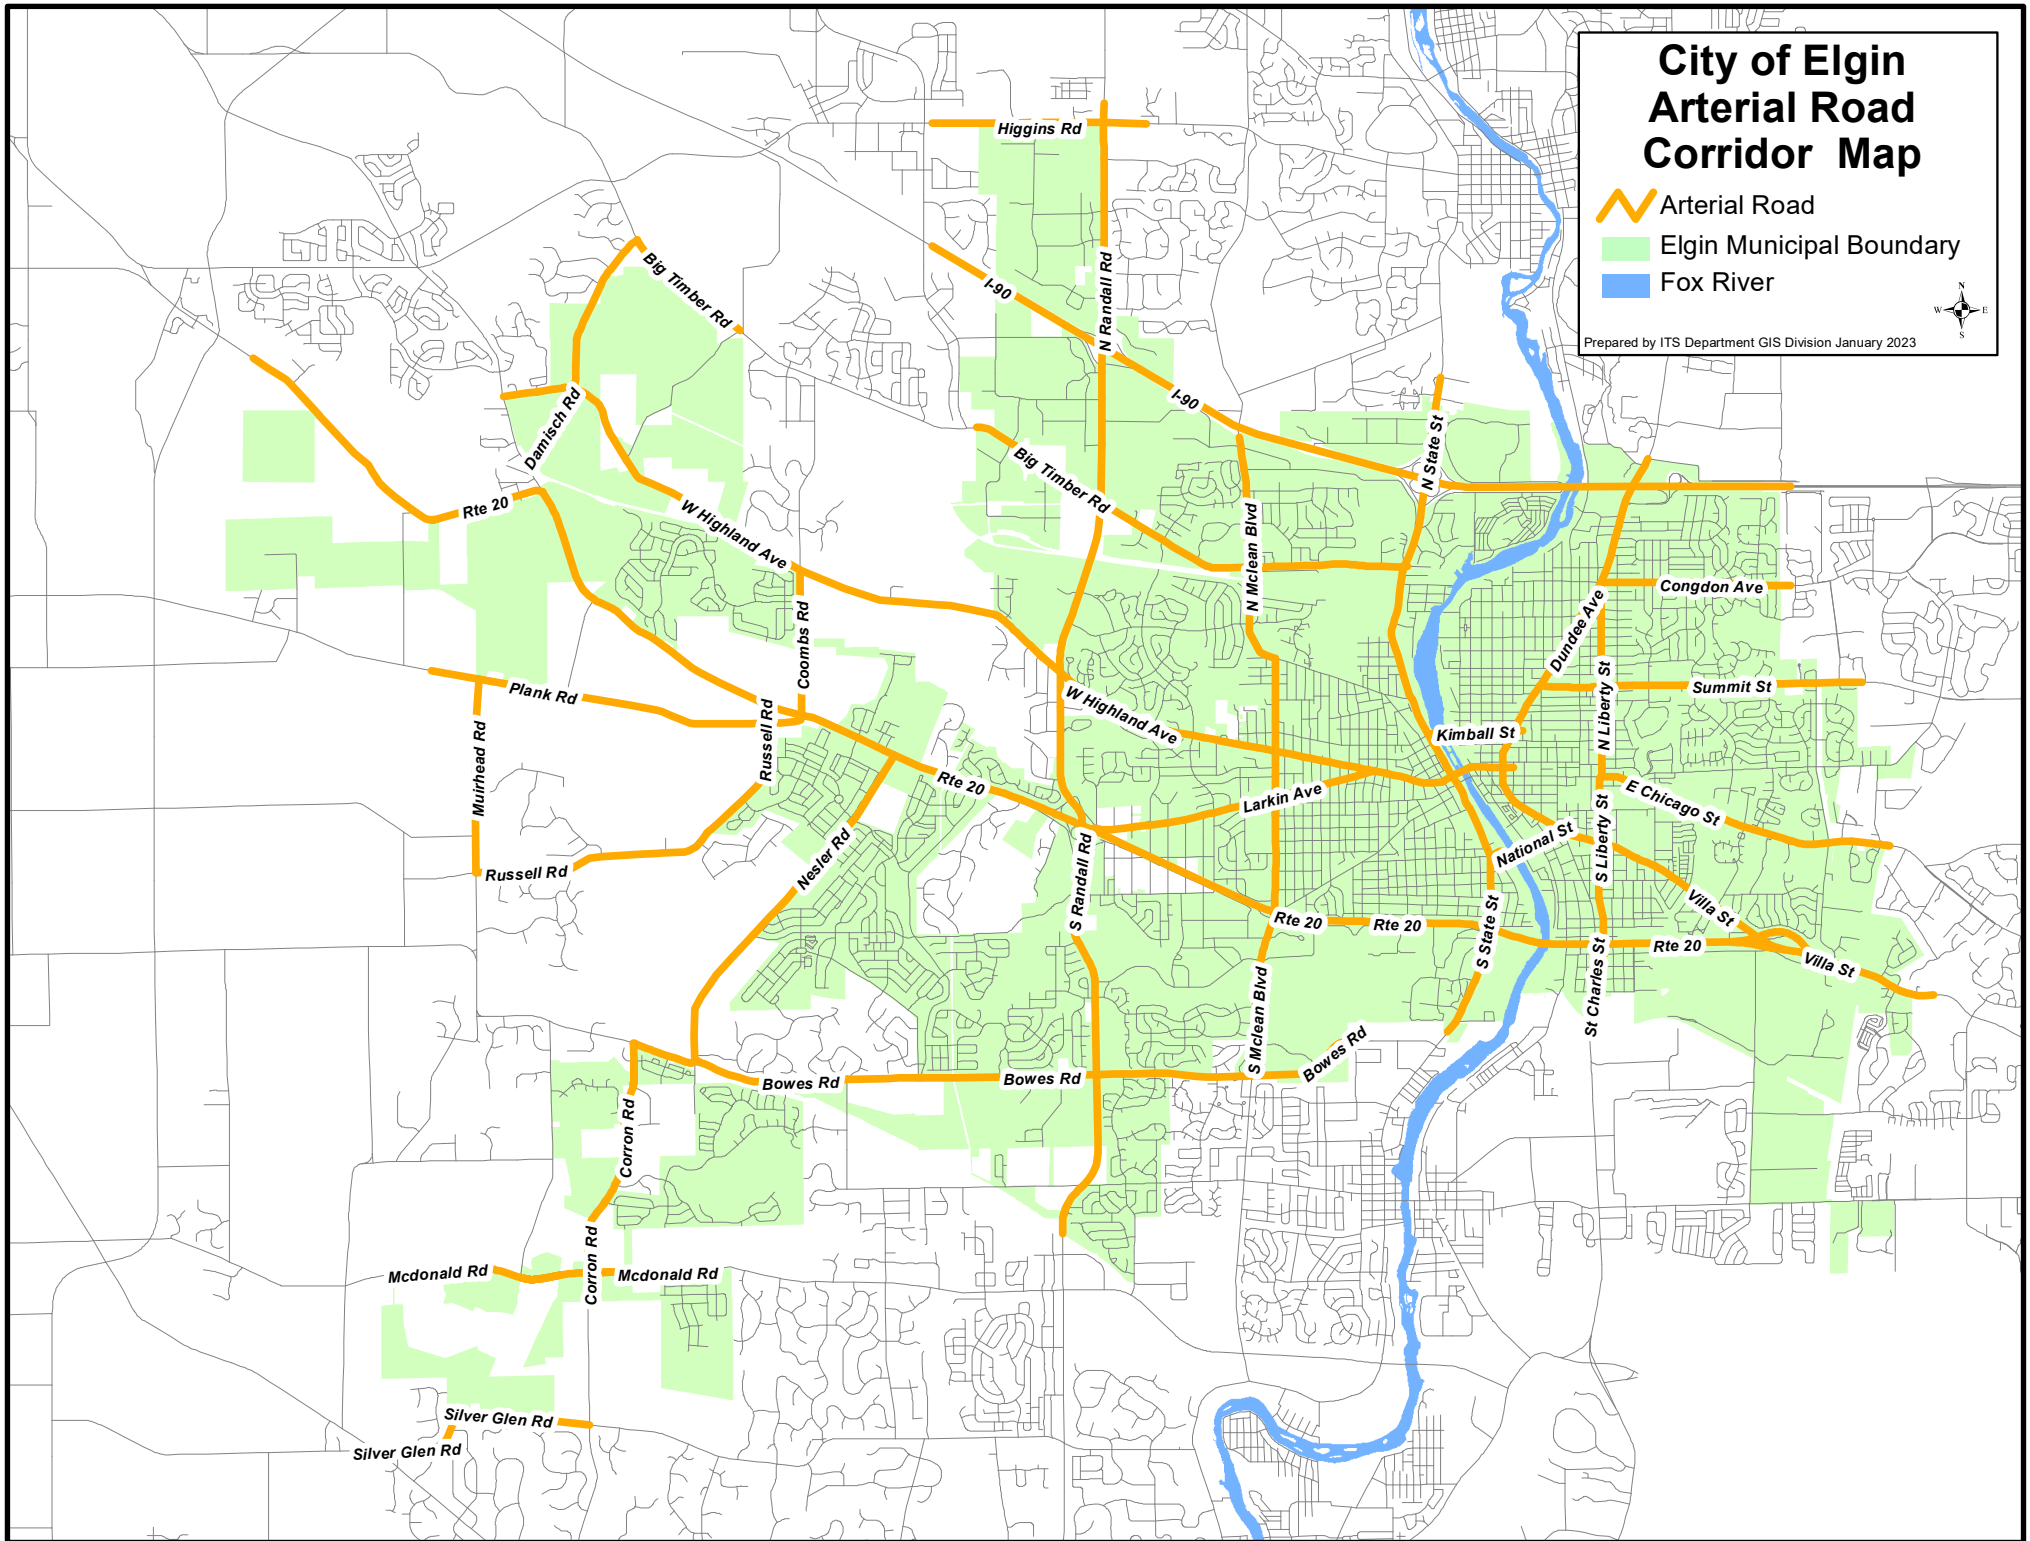 City of Elgin
Arterial Road
Corridor Map
Arterial Road
Elgin Municipal Boundary
Fox River
N
W E
S
Prepared by ITS Department GIS Division January 2023
Higgins Rd
Big Timber Rd
I-90
N Randall Rd
I-90
Damisch Rd
N State St
Big Timber Rd
Rte 20
W Highland Ave
N Mclean Blvd
Congdon Ave
Dundee Ave
Coombs Rd
Plank Rd
W Highland Ave
Summit St
N Liberty St
Russell Rd
Muirhead Rd
Kimball St
Rte 20
Larkin Ave
E Chicago St
Nesler Rd
National St
S Liberty St
Russell Rd
S Randall Rd
Villa St
Rte 20
Rte 20
S State St
Rte 20
Villa St
St Charles St
S Mclean Blvd
Bowes Rd
Bowes Rd
Bowes Rd
Corron Rd
Corron Rd
Mcdonald Rd
Mcdonald Rd
Silver Glen Rd
Silver Glen Rd